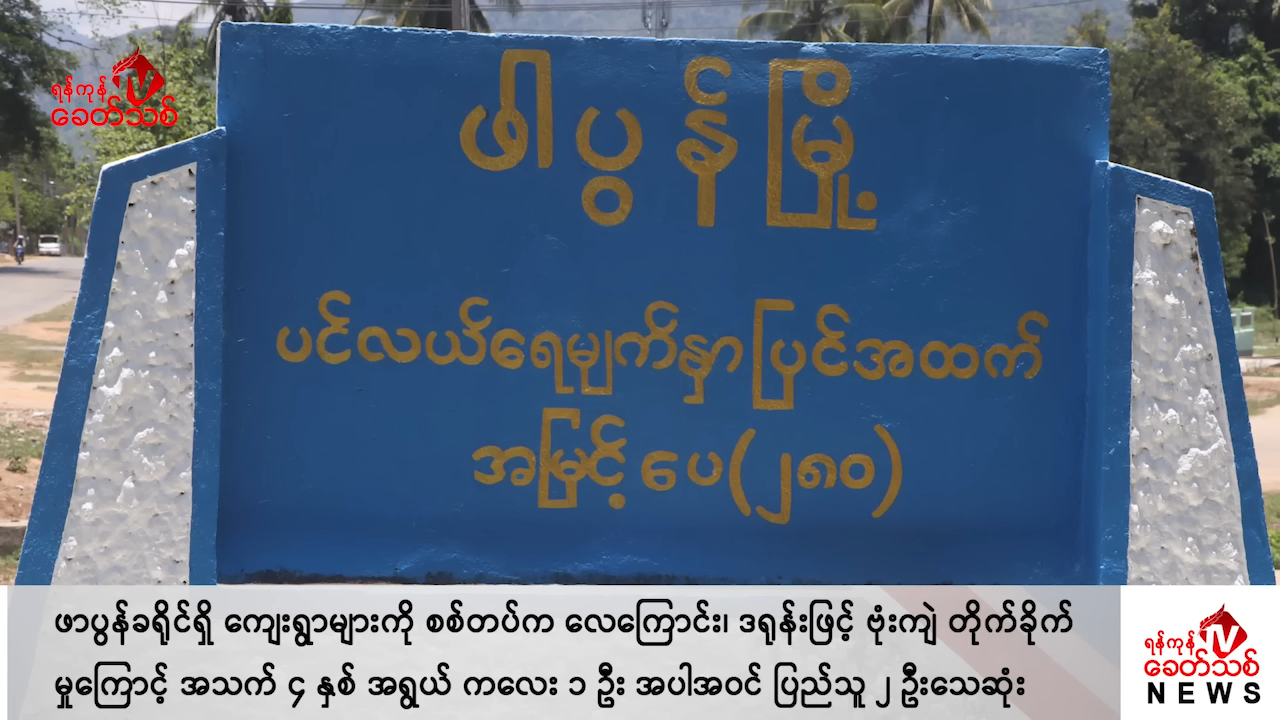 ရန်ကုန်
ခေတ်သစ်
TV
ဖါပွန်မြို့
ပင်လယ်ရေမျက်နှာပြင်အထက်
အမြင့်ပေ(၂၈၀)
ဖာပွန်ခရိုင်ရှိ ကျေးရွာများကို စစ်တပ်က လေကြောင်း၊ ဒရုန်းဖြင့် ဗုံးကျဲ တိုက်ခိုက်
မှုကြောင့် အသက် ၄ နှစ် အရွယ် ကလေး ၁ ဦး အပါအဝင် ပြည်သူ ၂ ဦးသေဆုံး
ရန်ကုန်
ခေတ်သစ်
TV
NEWS